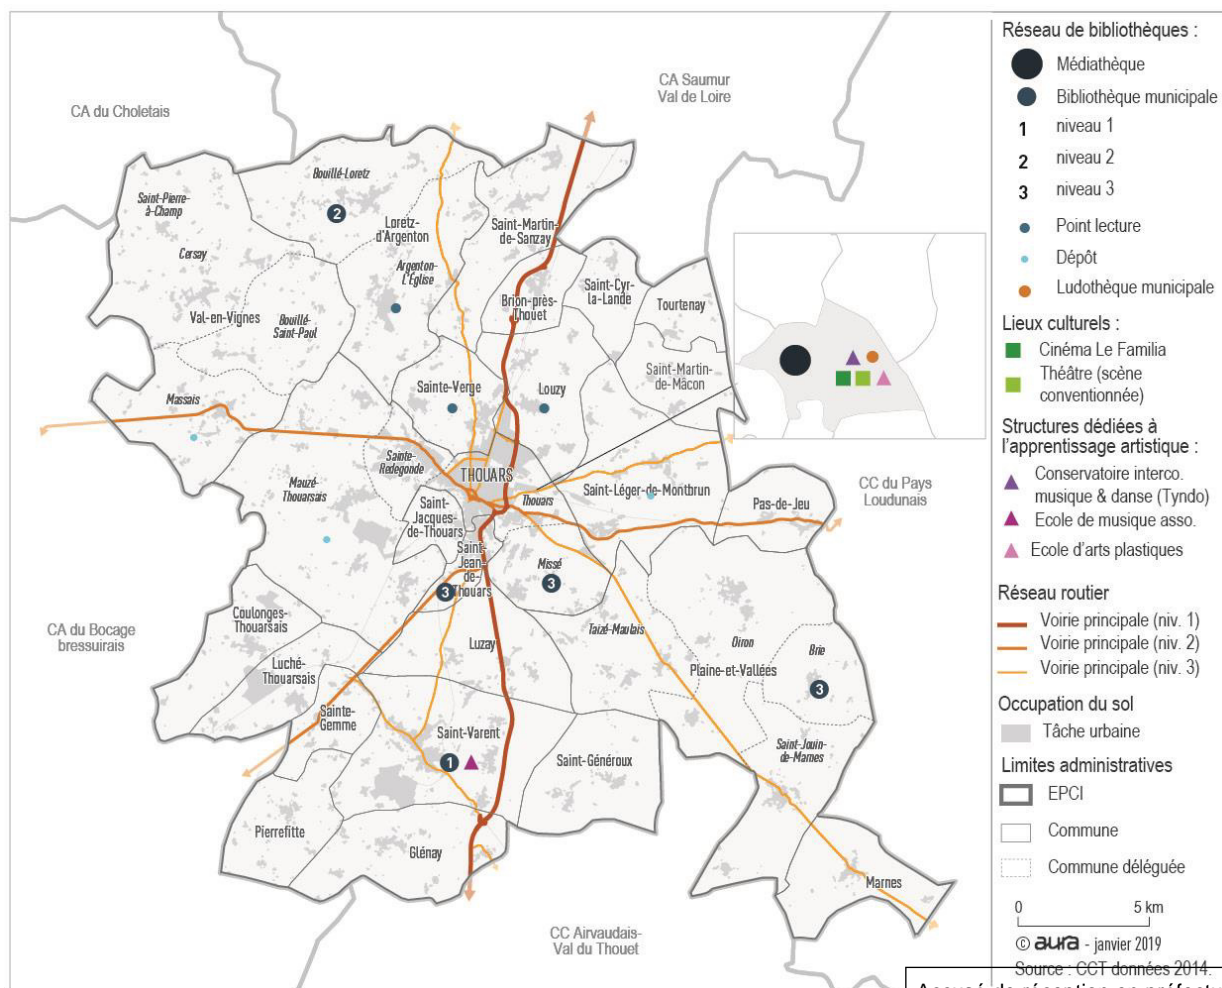 CA du Choletais
CA Saumur
Val de Loire
Bouillé-Loretz
Saint-Pierre-
à-Champ
2
Loretz-
d'Argenton
Saint-Martin-
de-Sanzay
Cersay
Argenton-
L'Église
Saint-Cyr-
la-Lande
Brion-près-
Thouet
Tourtenay
Val-en-Vignes
Bouillé-
Saint-Paul
Saint-Martin-
de-Mâcon
Sainte-Verge
Louzy
Massais
Sainte-
Redegonde
THOUARS
Mauzé-
Thouarsais
Thouars
Saint-Léger-de-Montbrun
CC du Pays
Loudunais
Pas-de-Jeu
Saint-
Jacques-
de-Thouars
Saint-
Jean-
de-
Thouars
Missé
3
3
Coulonges-
Thouarsais
CA du Bocage
bressuirais
Taizé-Maulais
Oiron
Brie
Luzay
Luché-
Thouarsais
Plaine-et-Vallées
3
Sainte-
Gemme
Saint-Varent
1
Saint-Généroux
Saint-Jouin-
de-Marnes
Pierrefitte
Glénay
Marnes
CC Airvaudais-
Val du Thouet
Réseau de bibliothèques :
Médiathèque
Bibliothèque municipale
1 niveau 1
2 niveau 2
3 niveau 3
Point lecture
Dépôt
Ludothèque municipale
Lieux culturels :
Cinéma Le Familia
Théâtre (scène
conventionnée)
Structures dédiées à
l'apprentissage artistique :
Conservatoire interco.
musique & danse (Tyndo)
Ecole de musique asso.
Ecole d'arts plastiques
Réseau routier
Voirie principale (niv. 1)
Voirie principale (niv. 2)
Voirie principale (niv. 3)
Occupation du sol
Tâche urbaine
Limites administratives
EPCI
Commune
Commune déléguée
0 5 km
© aura - janvier 2019
Source : CCT données 2014.